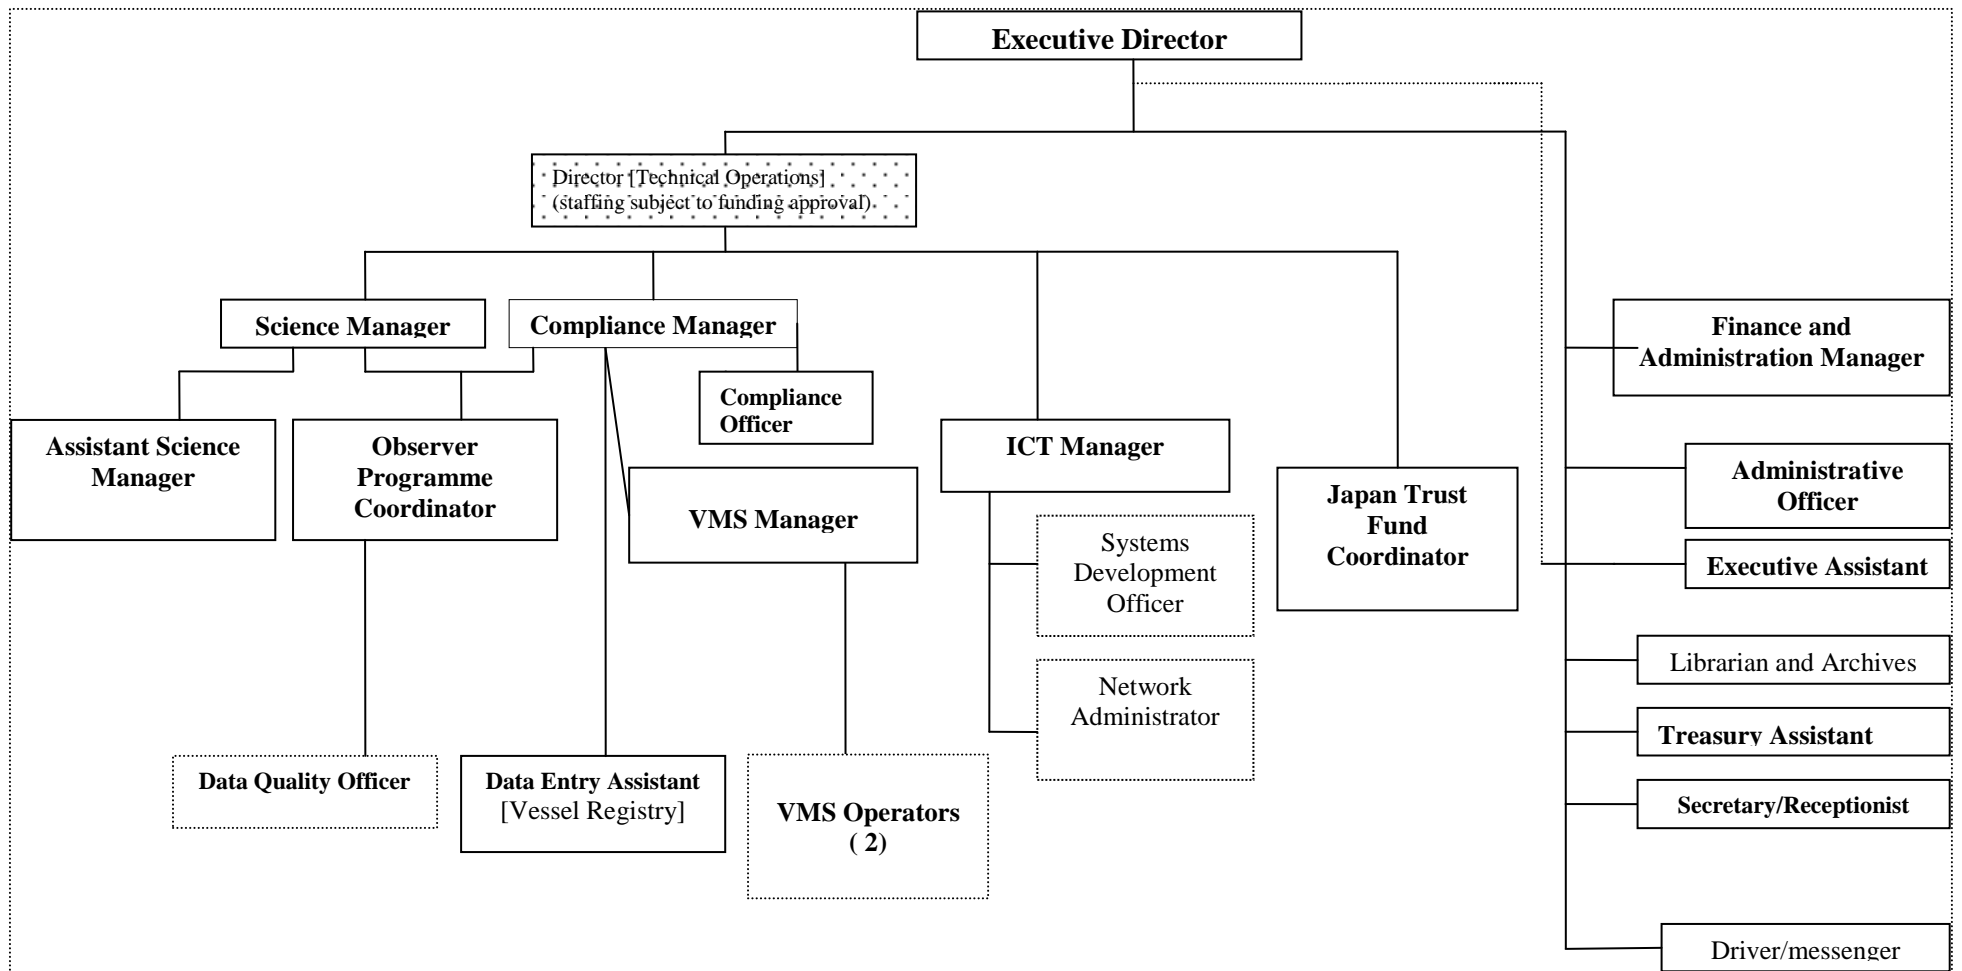 Executive Director
Director [Technical Operations]
(staffing subject to funding approval)
Science Manager
Compliance Manager
Finance and
Administration Manager
Compliance
Officer
Assistant Science
Manager
Observer
Programme
Coordinator
ICT Manager
Administrative
Officer
VMS Manager
Japan Trust
Fund
Coordinator
Systems
Development
Officer
Executive Assistant
Librarian and Archives
Network
Administrator
Treasury Assistant
Data Quality Officer
Data Entry Assistant
[Vessel Registry]
VMS Operators
( 2)
Secretary/Receptionist
Driver/messenger